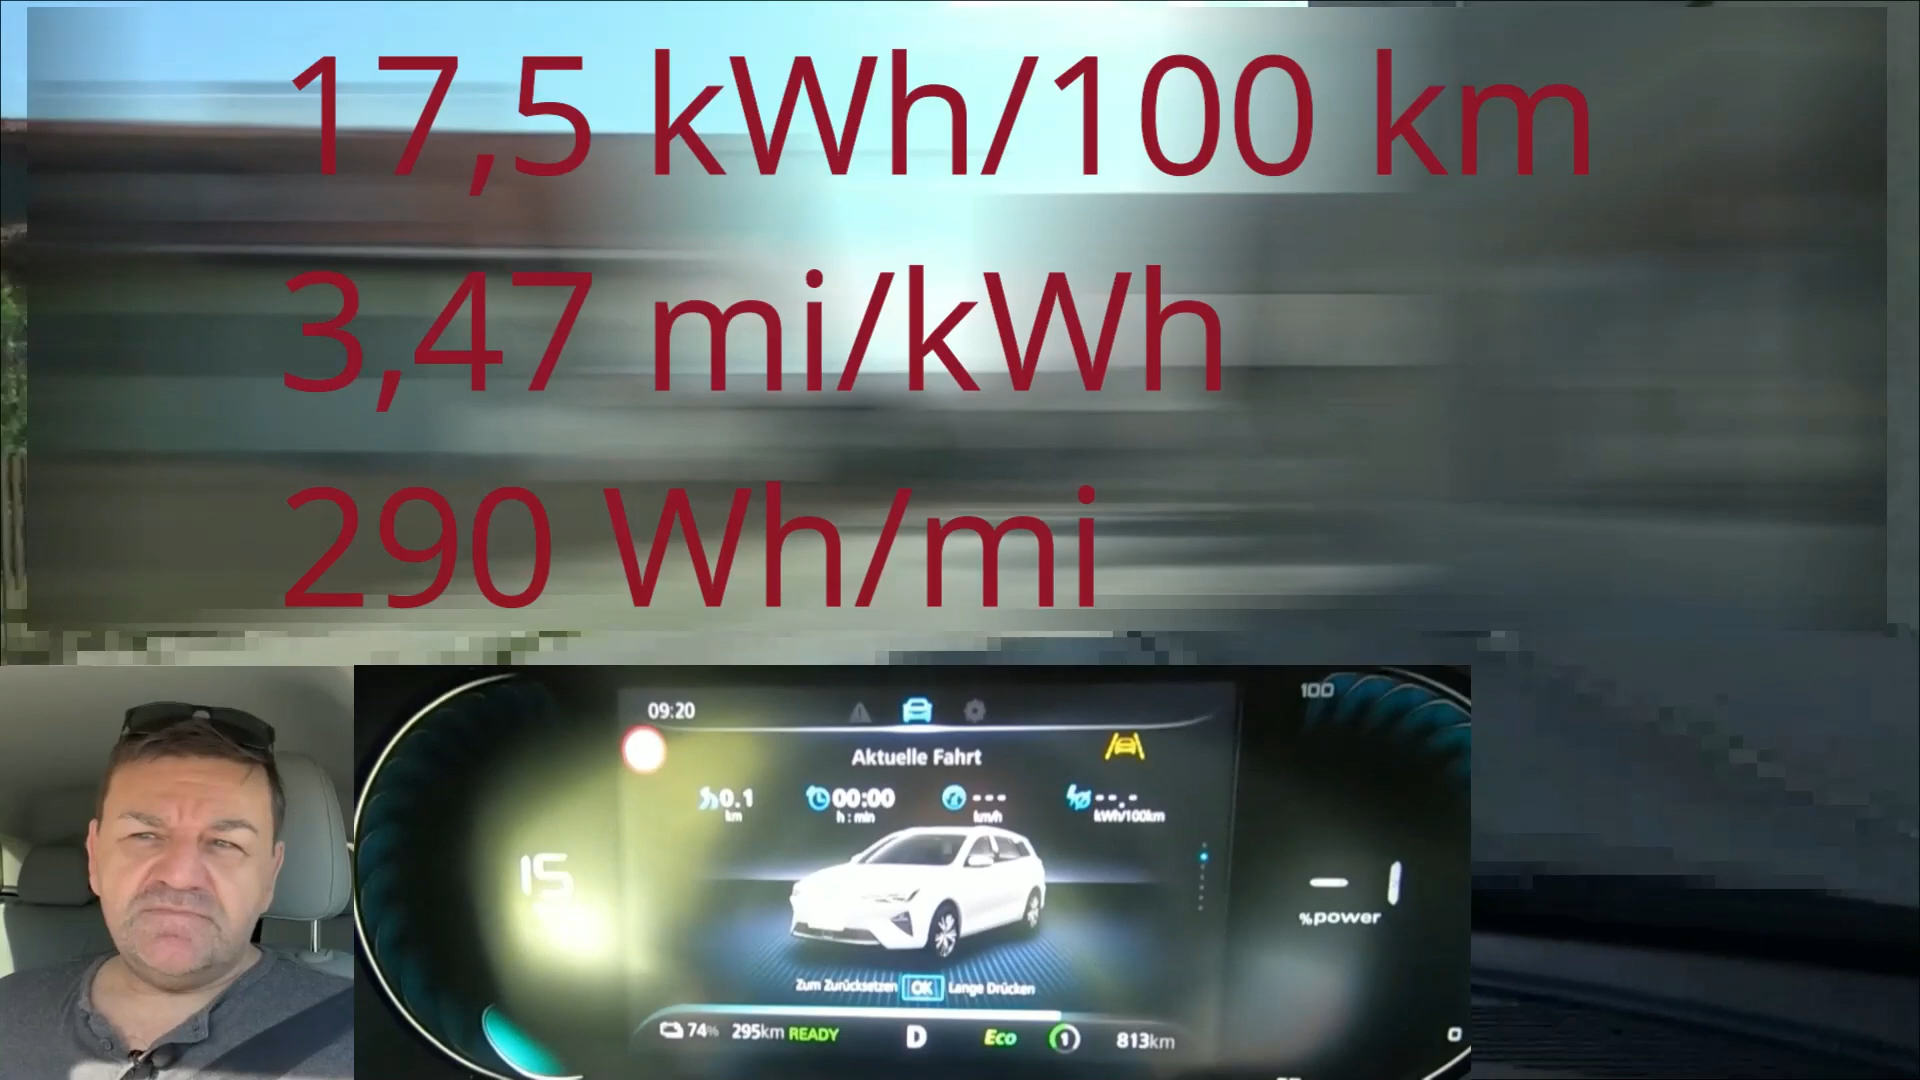 17,5 kWh/100 km
3,47 mi/kWh
290 Wh/mi
09:20
100
Aktuelle Fahrt
0.1 00:00 --- --.-
km h : min km/h kWh/100km
15
%power
Zum Zurücksetzen OK Lange Drücken
74% 295km READY D Eco 1 813km
0